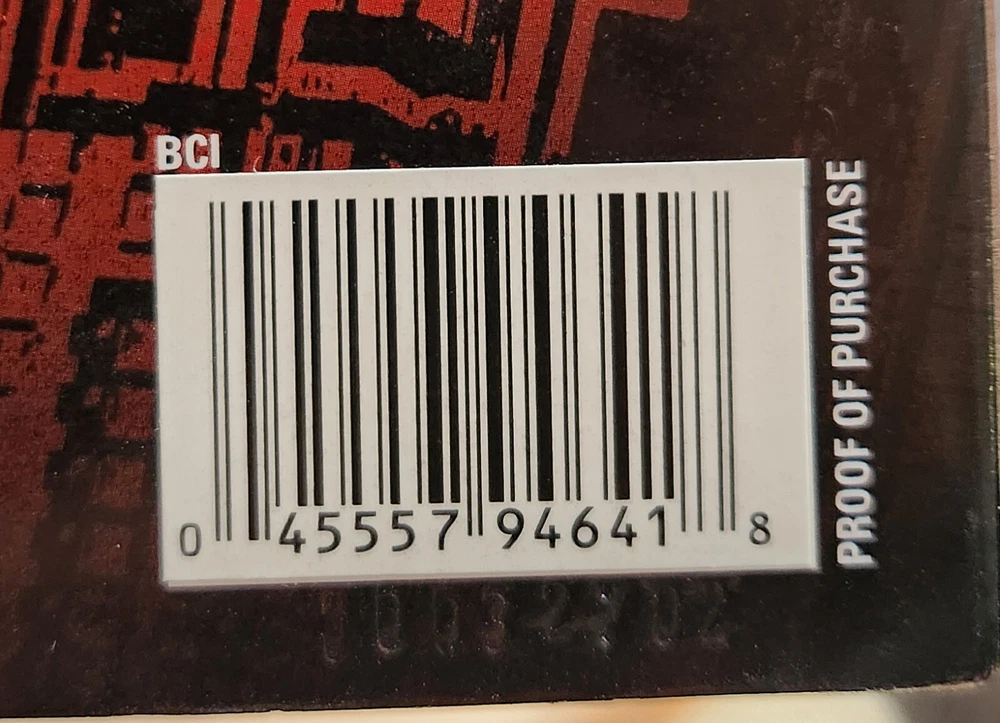 BCI
PROOF OF PURCHASE
0 45557 94641 8